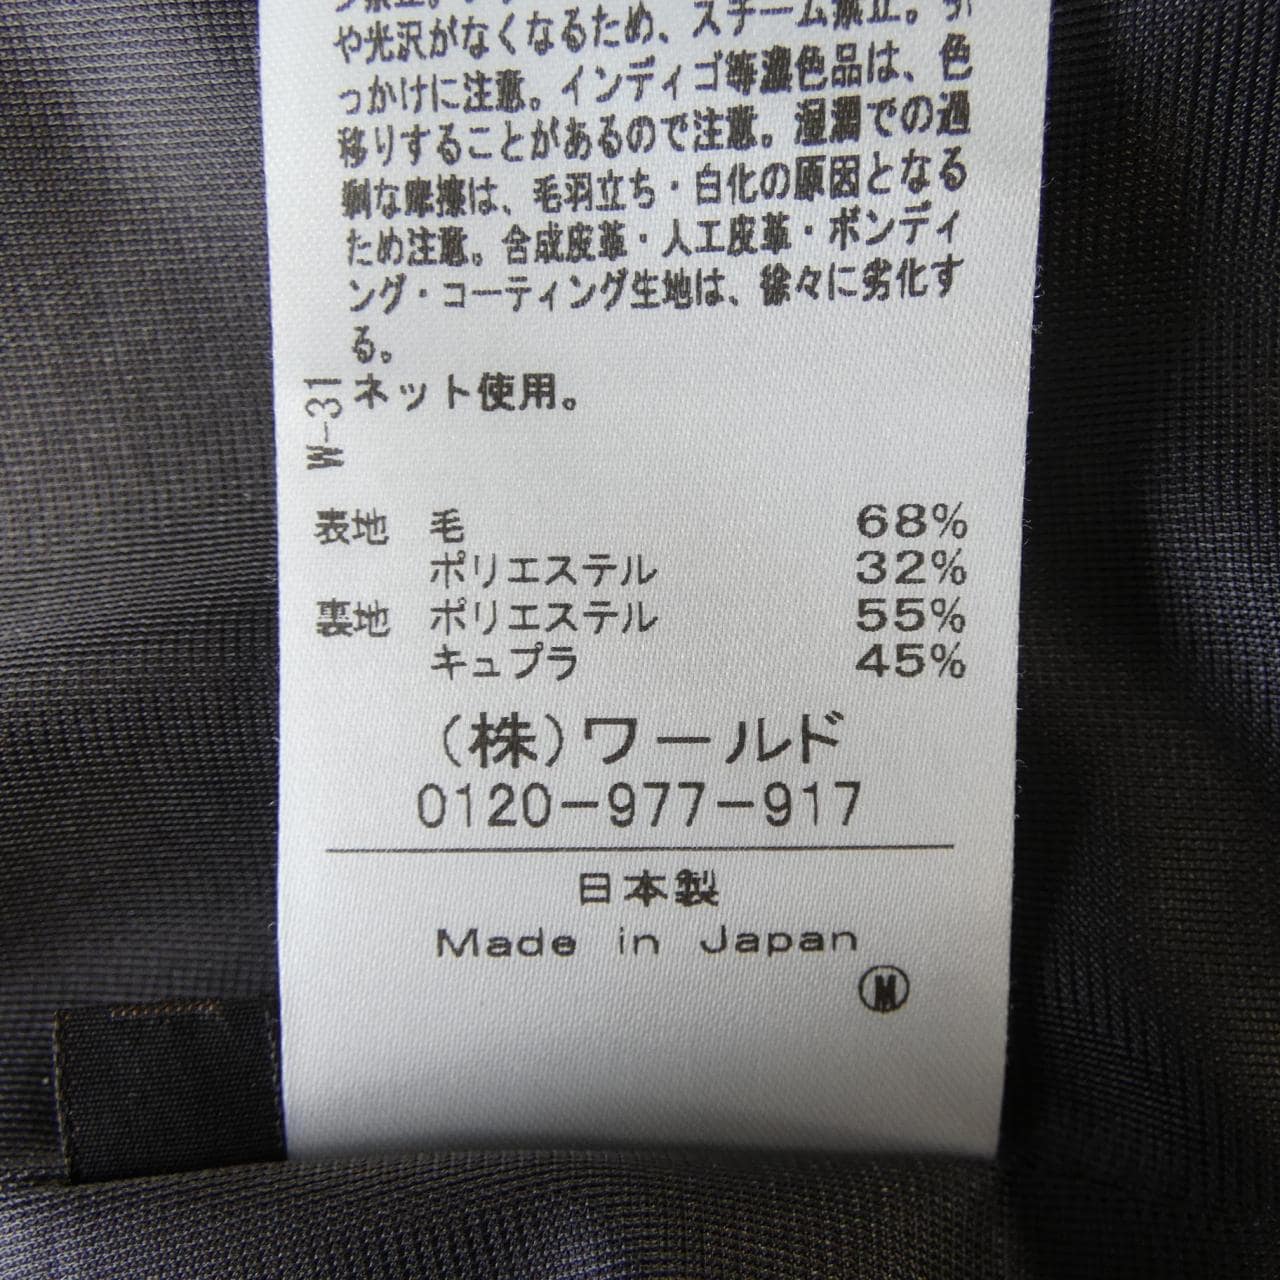 や光沢がなくなるため、スチーム禁止。引
っかけに注意。インディゴ等濃色品は、色
移りすることがあるので注意。湿潤での過
剰な摩擦は、毛羽立ち・白化の原因となる
ため注意。合成皮革・人工皮革・ボンディ
ング・コーティング生地は、徐々に劣化す
る。
ネット使用。
W-31
表地 毛 68%
ポリエステル 32%
裏地 ポリエステル 55%
キュプラ 45%
(株)ワールド
0120-977-917
日本製
Made in Japan
M